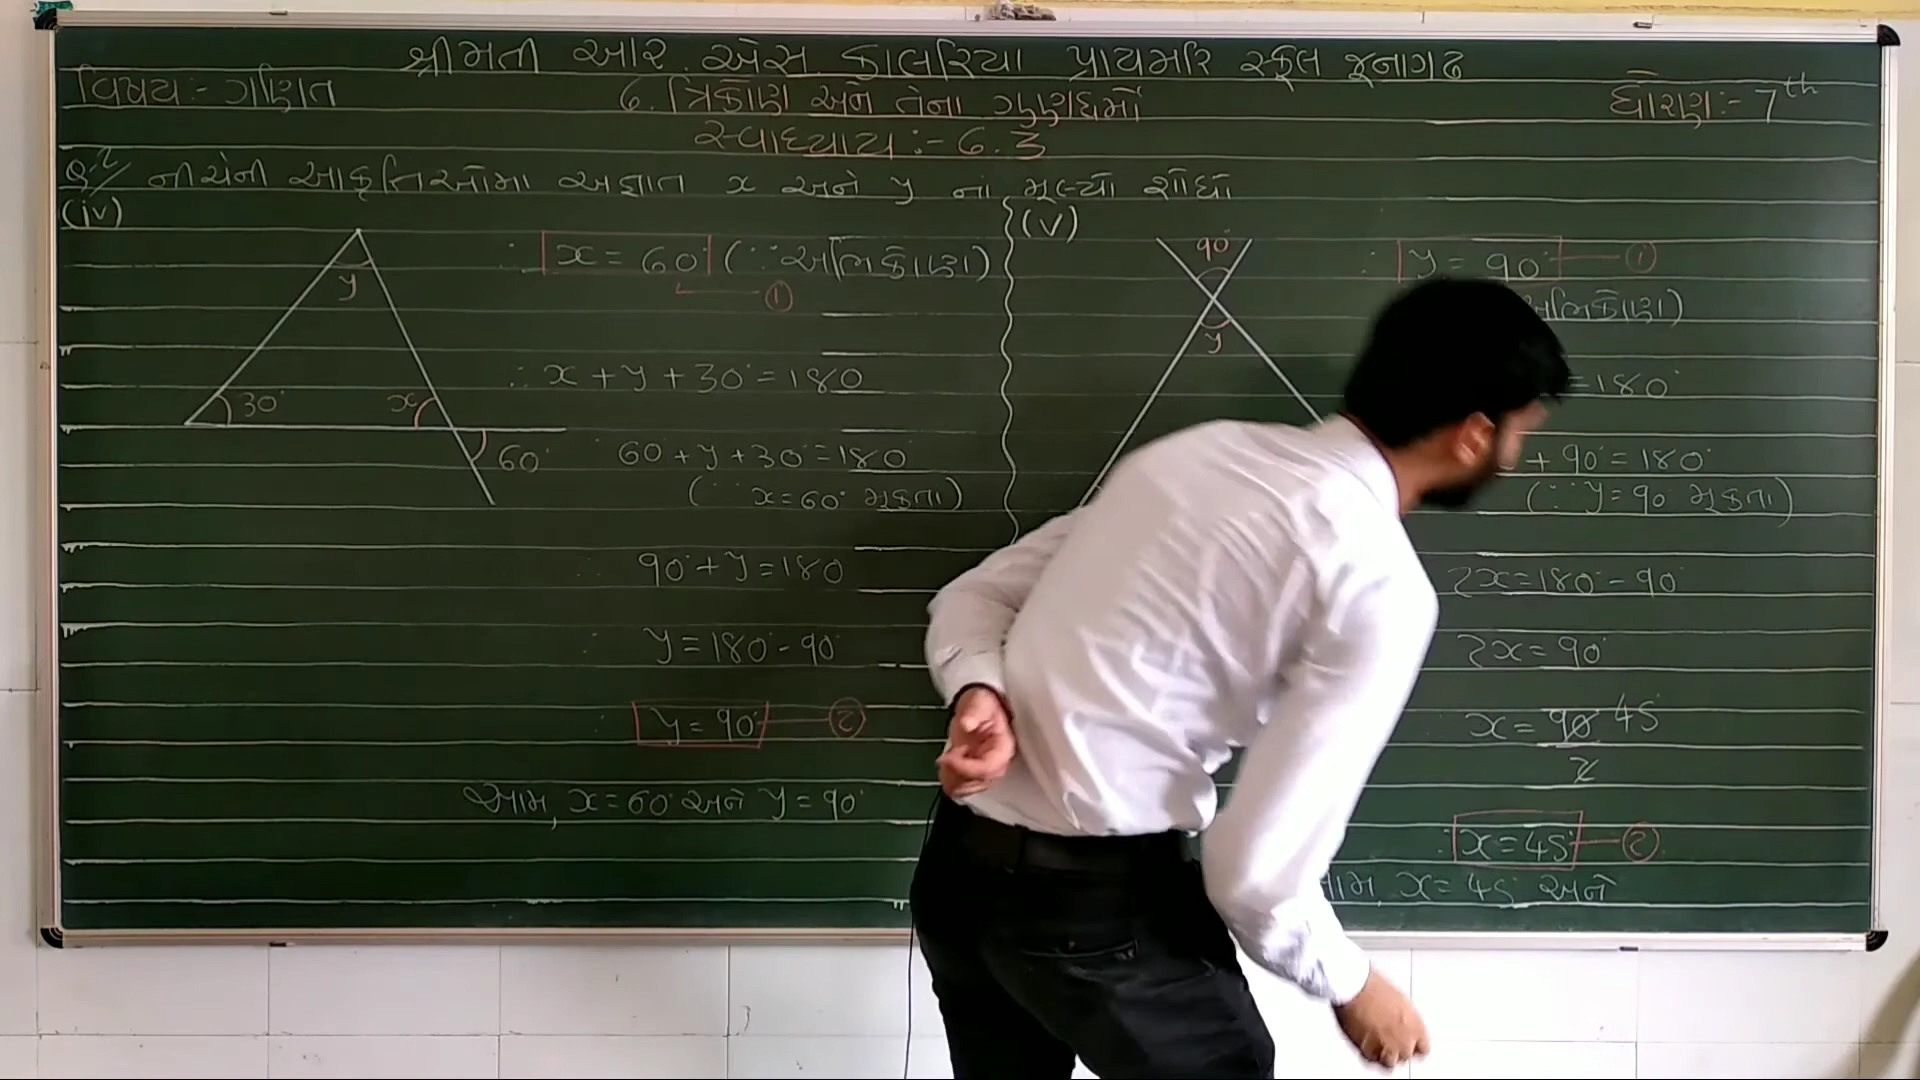 શ્રીમતી આર. એસ. કાલરિયા પ્રાયમરિ સ્કૂલ જૂનાગઢ
વિષય:- ગણિત
6. ત્રિકોણ અને તેના ગુણધર્મો
ધોરણ:- 7th
સ્વાધ્યાય:- 6.3
Q-2 નીચેની આકૃતિઓમા અજ્ઞાત x અને y ના મૂલ્યો શોધો
(iv)
y
30°
x
60°
∴ x = 60° (∵ અભિકોણ)
①
∴ x + y + 30° = 180
60 + y + 30° = 180
(∵ x = 60° મુકતા)
90° + y = 180
y = 180° - 90°
y = 90° ②
આમ, x = 60° અને y = 90°
(v)
90°
y
∴ y = 90° ①
અભિકોણ)
= 180°
+ 90° = 180°
(∵ y = 90 મુકતા)
2x = 180° - 90°
2x = 90°
x = 90 45
2
∴ x = 45° ②
આમ, x = 45° અને